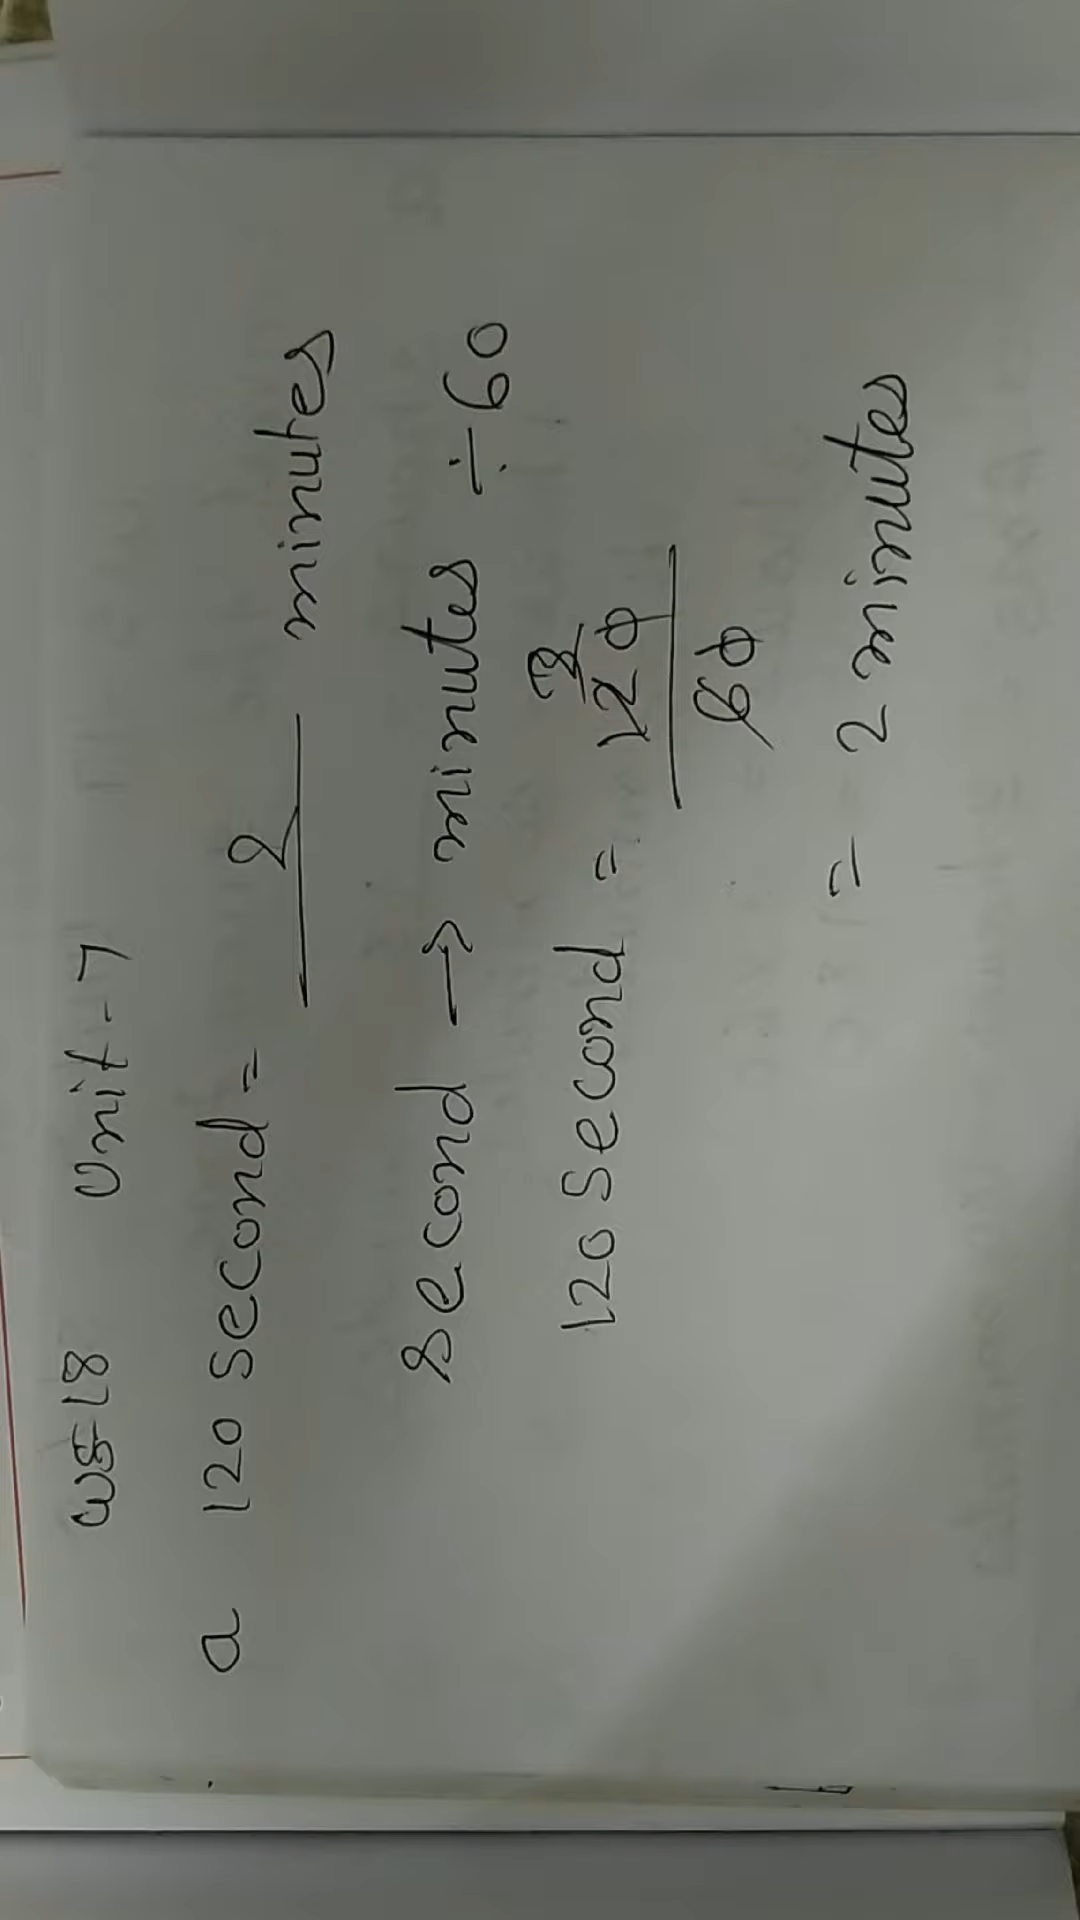 WS-18 Unit-7
a 120 second = 2 minutes
second → minutes ÷ 60
120 second = 120
60
= 2 minutes